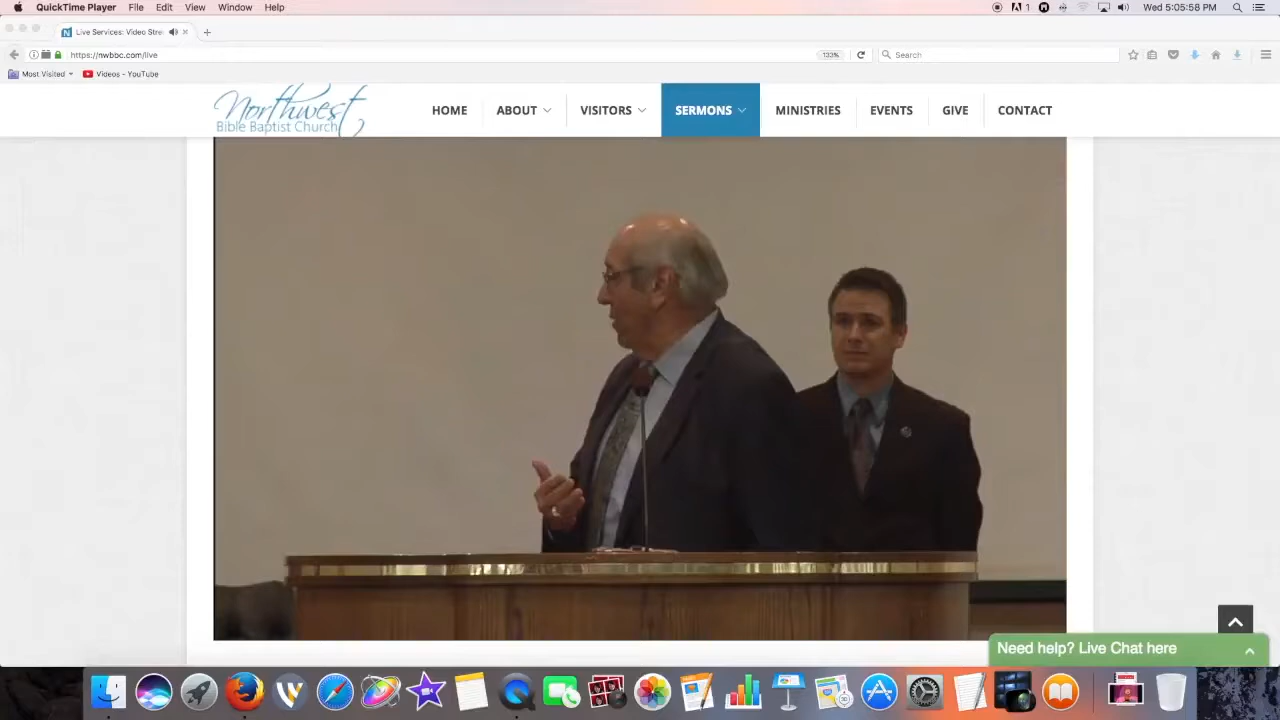 QuickTime Player File Edit View Window Help
1 Wed 5:05:58 PM
Live Services: Video Stre
https://nwbbc.com/live
133%
Search
Most Visited Videos - YouTube
Northwest
Bible Baptist Church
HOME ABOUT VISITORS SERMONS MINISTRIES EVENTS GIVE CONTACT
Need help? Live Chat here